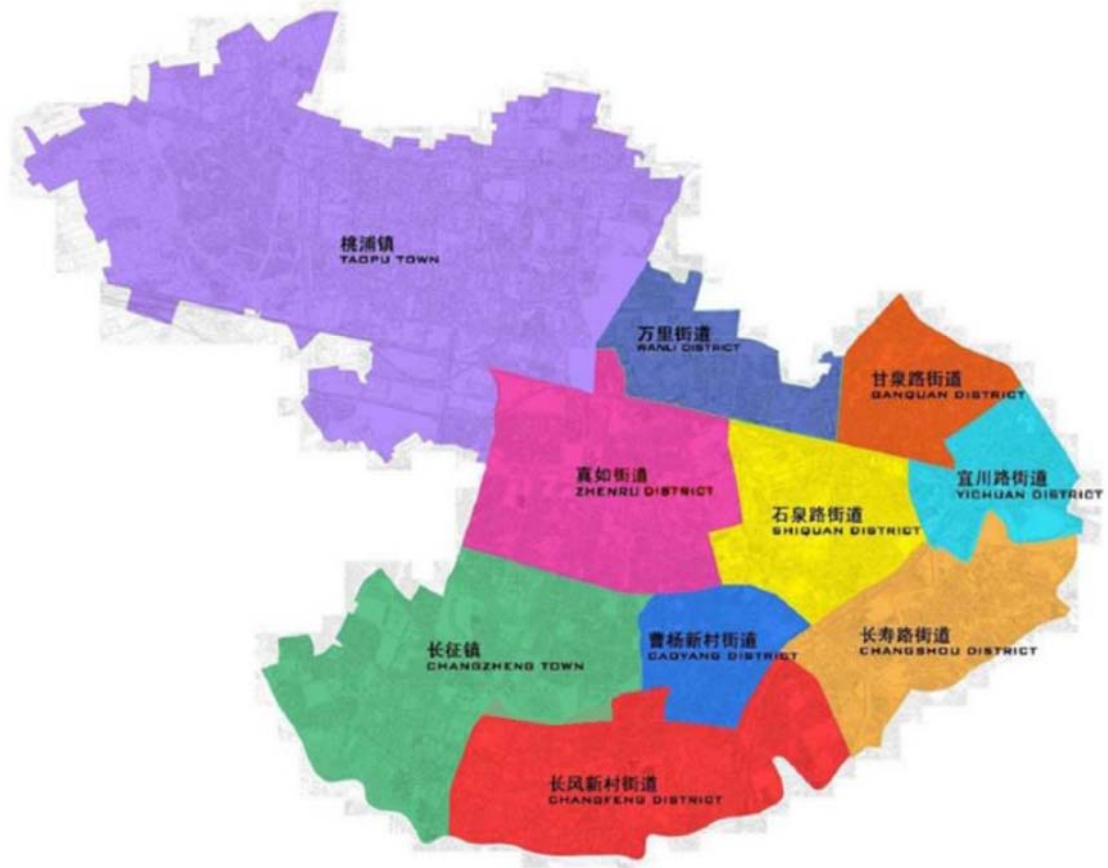 桃浦镇
TAOPU TOWN
万里街道
WANLI DISTRICT
甘泉路街道
GANQUAN DISTRICT
真如街道
ZHENRU DISTRICT
宜川路街道
YICHUAN DISTRICT
石泉路街道
SHIQUAN DISTRICT
长征镇
CHANGZHENG TOWN
曹杨新村街道
CAOYANG DISTRICT
长寿路街道
CHANGSHOU DISTRICT
长风新村街道
CHANGFENG DISTRICT